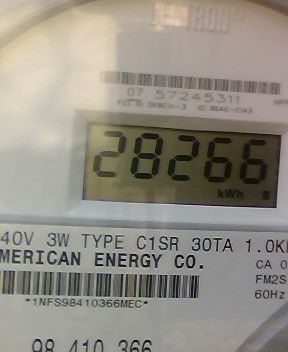 CENTRON
07 57245311
28266
kWh
40V 3W TYPE C1SR 30TA 1.0K
MERICAN ENERGY CO.
CA 0
FM2S
60Hz
*1NFS98410366MEC*
98 410 366